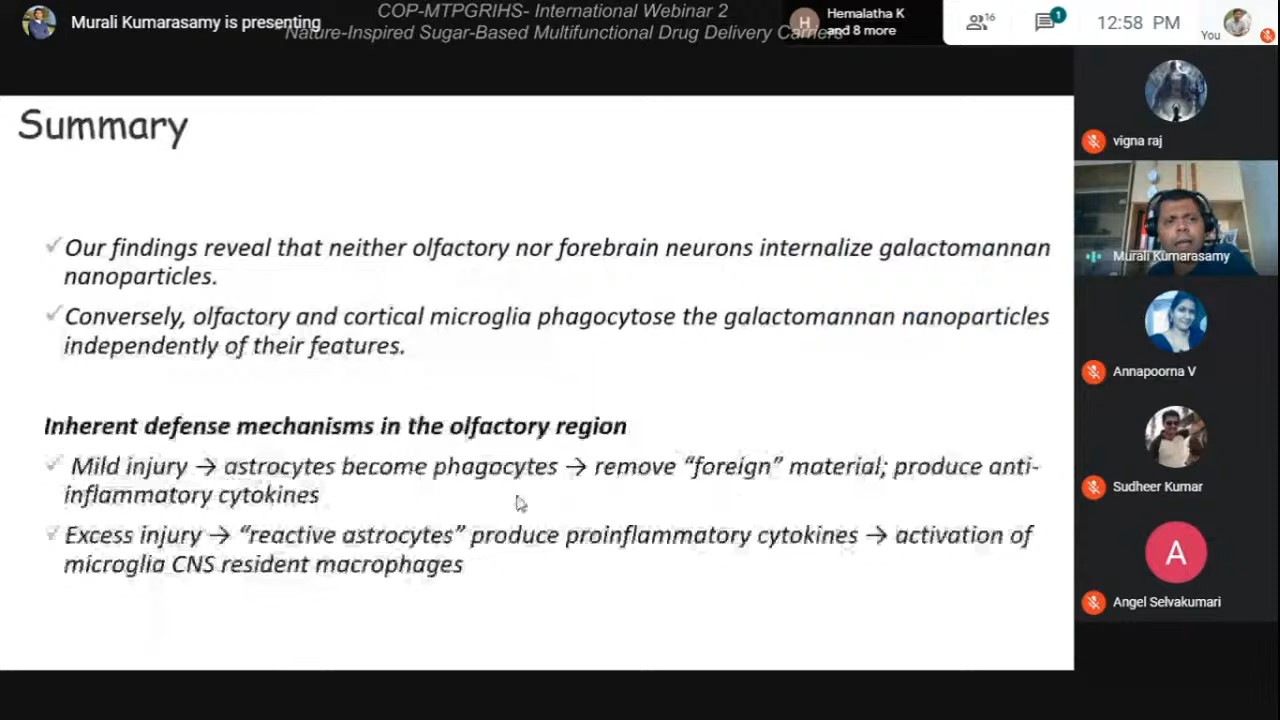 Murali Kumarasamy is presenting
COP-MTPGRIHS- International Webinar 2
Nature-Inspired Sugar-Based Multifunctional Drug Delivery Carriers
H
Hemalatha K
and 8 more
16
1
12:58 PM
You
Summary
✓Our findings reveal that neither olfactory nor forebrain neurons internalize galactomannan
nanoparticles.
✓Conversely, olfactory and cortical microglia phagocytose the galactomannan nanoparticles
independently of their features.
Inherent defense mechanisms in the olfactory region
✓ Mild injury → astrocytes become phagocytes → remove “foreign” material; produce anti-
inflammatory cytokines
✓ Excess injury → “reactive astrocytes” produce proinflammatory cytokines → activation of
microglia CNS resident macrophages
vigna raj
Murali Kumarasamy
Annapoorna V
Sudheer Kumar
A
Angel Selvakumari